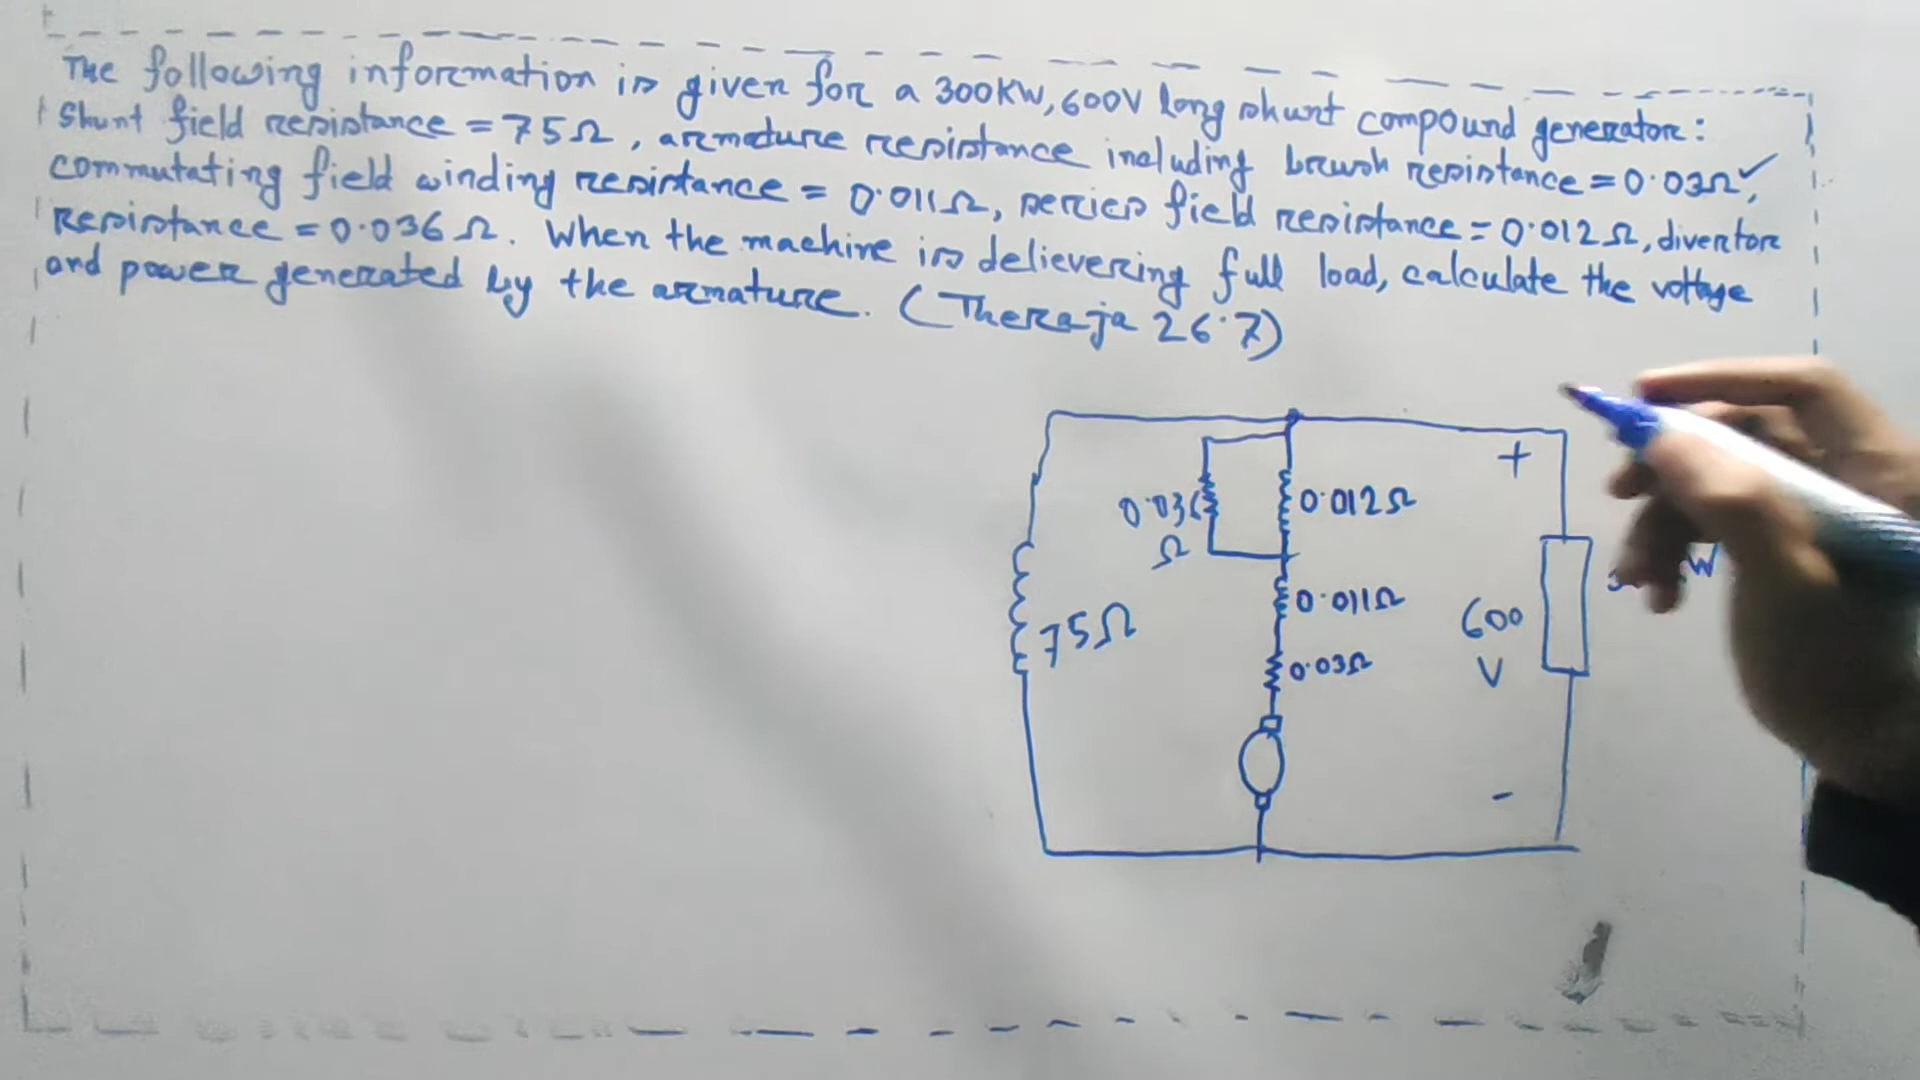 The following information is given for a 300KW, 600V long shunt compound generator:
Shunt field resistance = 75Ω, armature resistance including brush resistance = 0.03Ω,
commutating field winding resistance = 0.011Ω, series field resistance = 0.012Ω, divertor
Resistance = 0.036Ω. When the machine is delievering full load, calculate the voltage
and power generated by the armature. (Theraja 26.7)
+
0.036
Ω
0.012Ω
0.011Ω
75Ω
600
V
W
0.03Ω
-